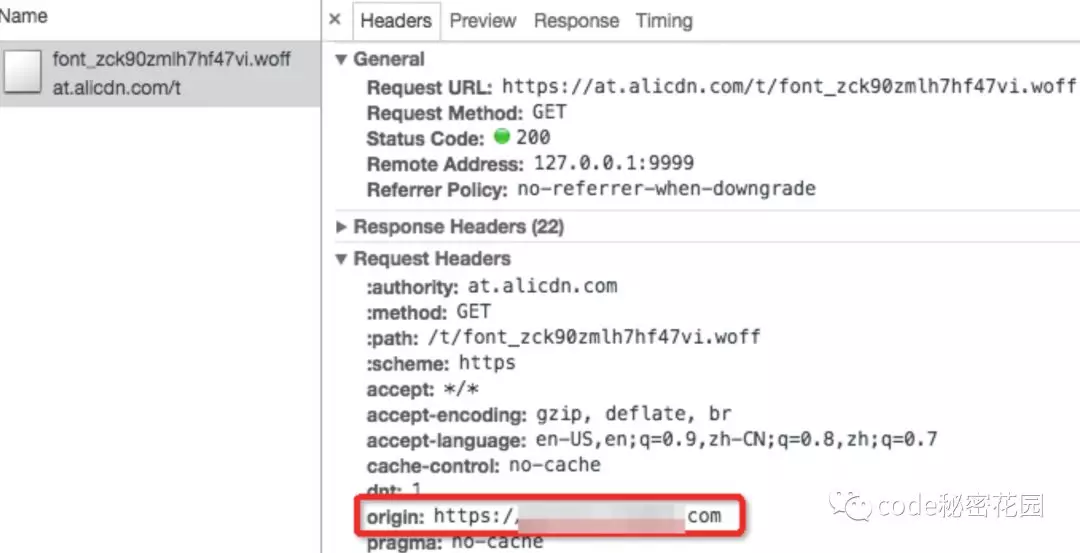 Name
font_zck90zmlh7hf47vi.woff
at.alicdn.com/t
× Headers Preview Response Timing
▼ General
Request URL: https://at.alicdn.com/t/font_zck90zmlh7hf47vi.woff
Request Method: GET
Status Code: 200
Remote Address: 127.0.0.1:9999
Referrer Policy: no-referrer-when-downgrade
▶ Response Headers (22)
▼ Request Headers
:authority: at.alicdn.com
:method: GET
:path: /t/font_zck90zmlh7hf47vi.woff
:scheme: https
accept: */*
accept-encoding: gzip, deflate, br
accept-language: en-US,en;q=0.9,zh-CN;q=0.8,zh;q=0.7
cache-control: no-cache
dnt: 1
origin: https:/ com
pragma: no-cache
code秘密花园